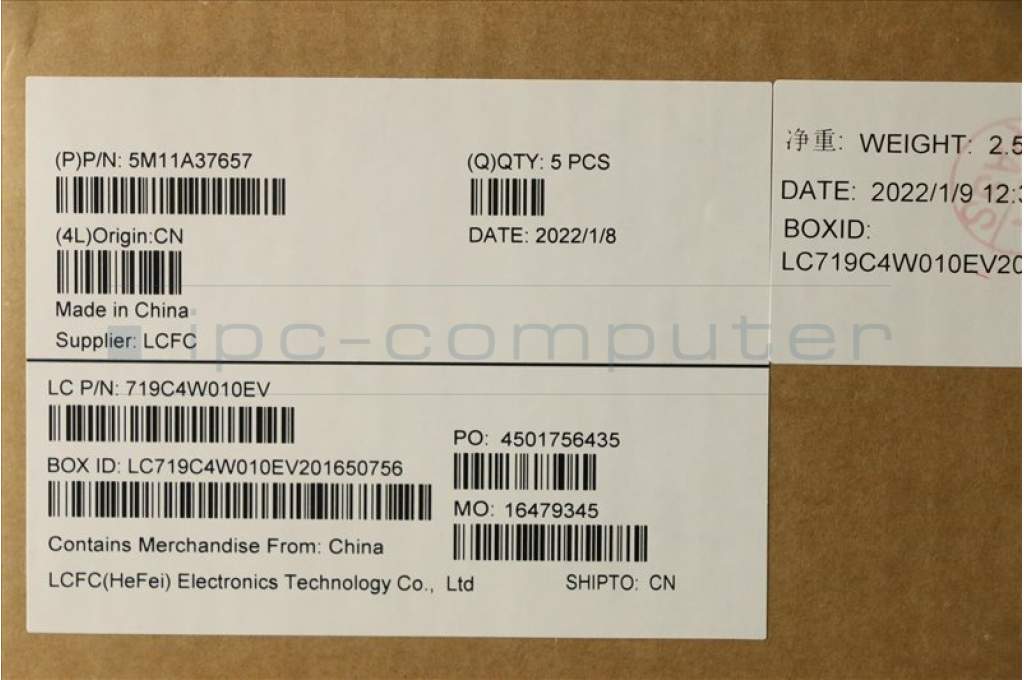 (P)P/N: 5M11A37657
(Q)QTY: 5 PCS
(4L)Origin:CN
DATE: 2022/1/8
Made in China
Supplier: LCFC
LC P/N: 719C4W010EV
PO: 4501756435
BOX ID: LC719C4W010EV201650756
MO: 16479345
Contains Merchandise From: China
LCFC(HeFei) Electronics Technology Co., Ltd
SHIPTO: CN
净重: WEIGHT: 2.5
DATE: 2022/1/9 12:
BOXID:
LC719C4W010EV20
ipc-computer